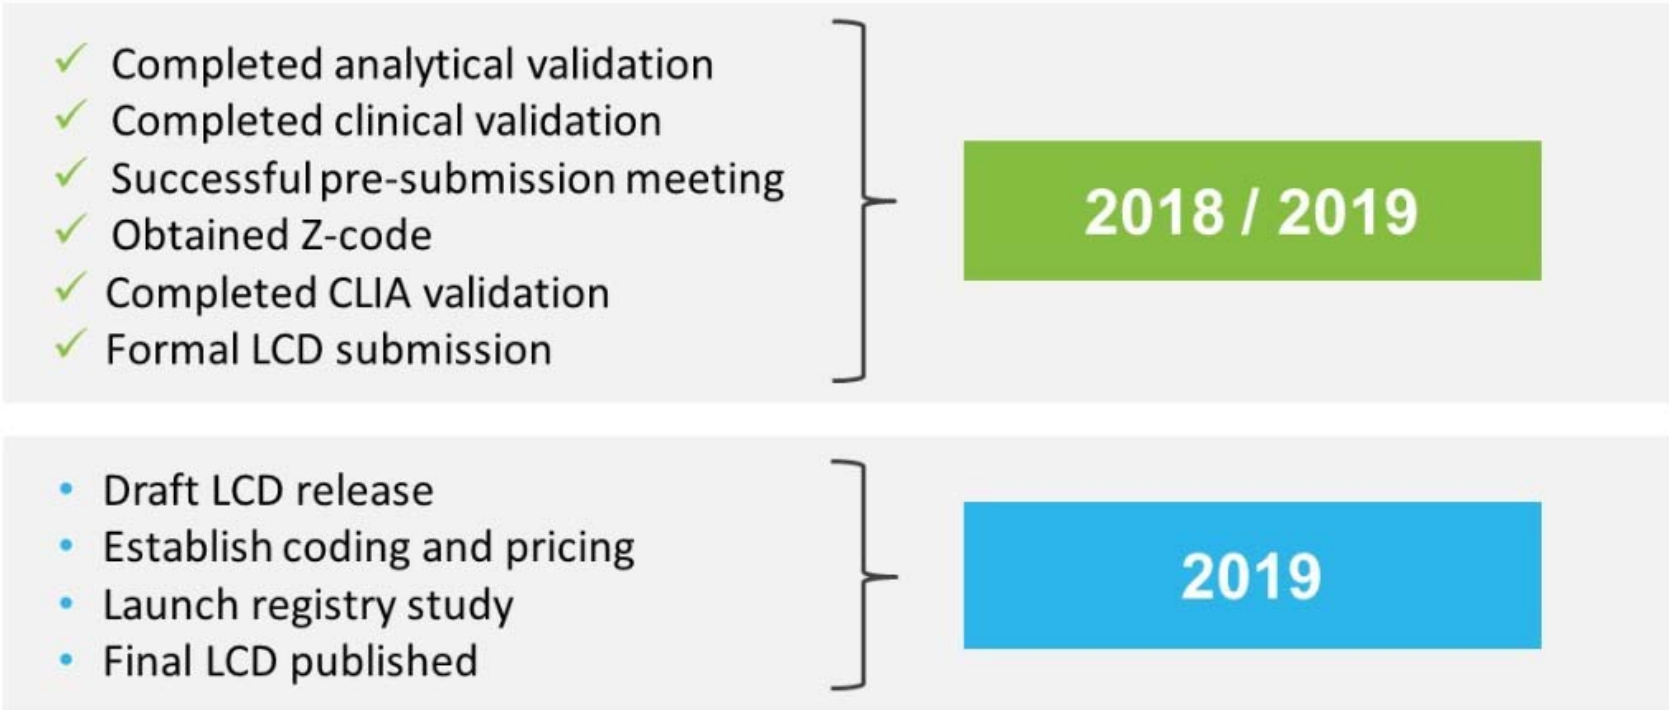 ✓ Completed analytical validation
✓ Completed clinical validation
✓ Successful pre-submission meeting
✓ Obtained Z-code
✓ Completed CLIA validation
✓ Formal LCD submission
2018 / 2019
• Draft LCD release
• Establish coding and pricing
• Launch registry study
• Final LCD published
2019